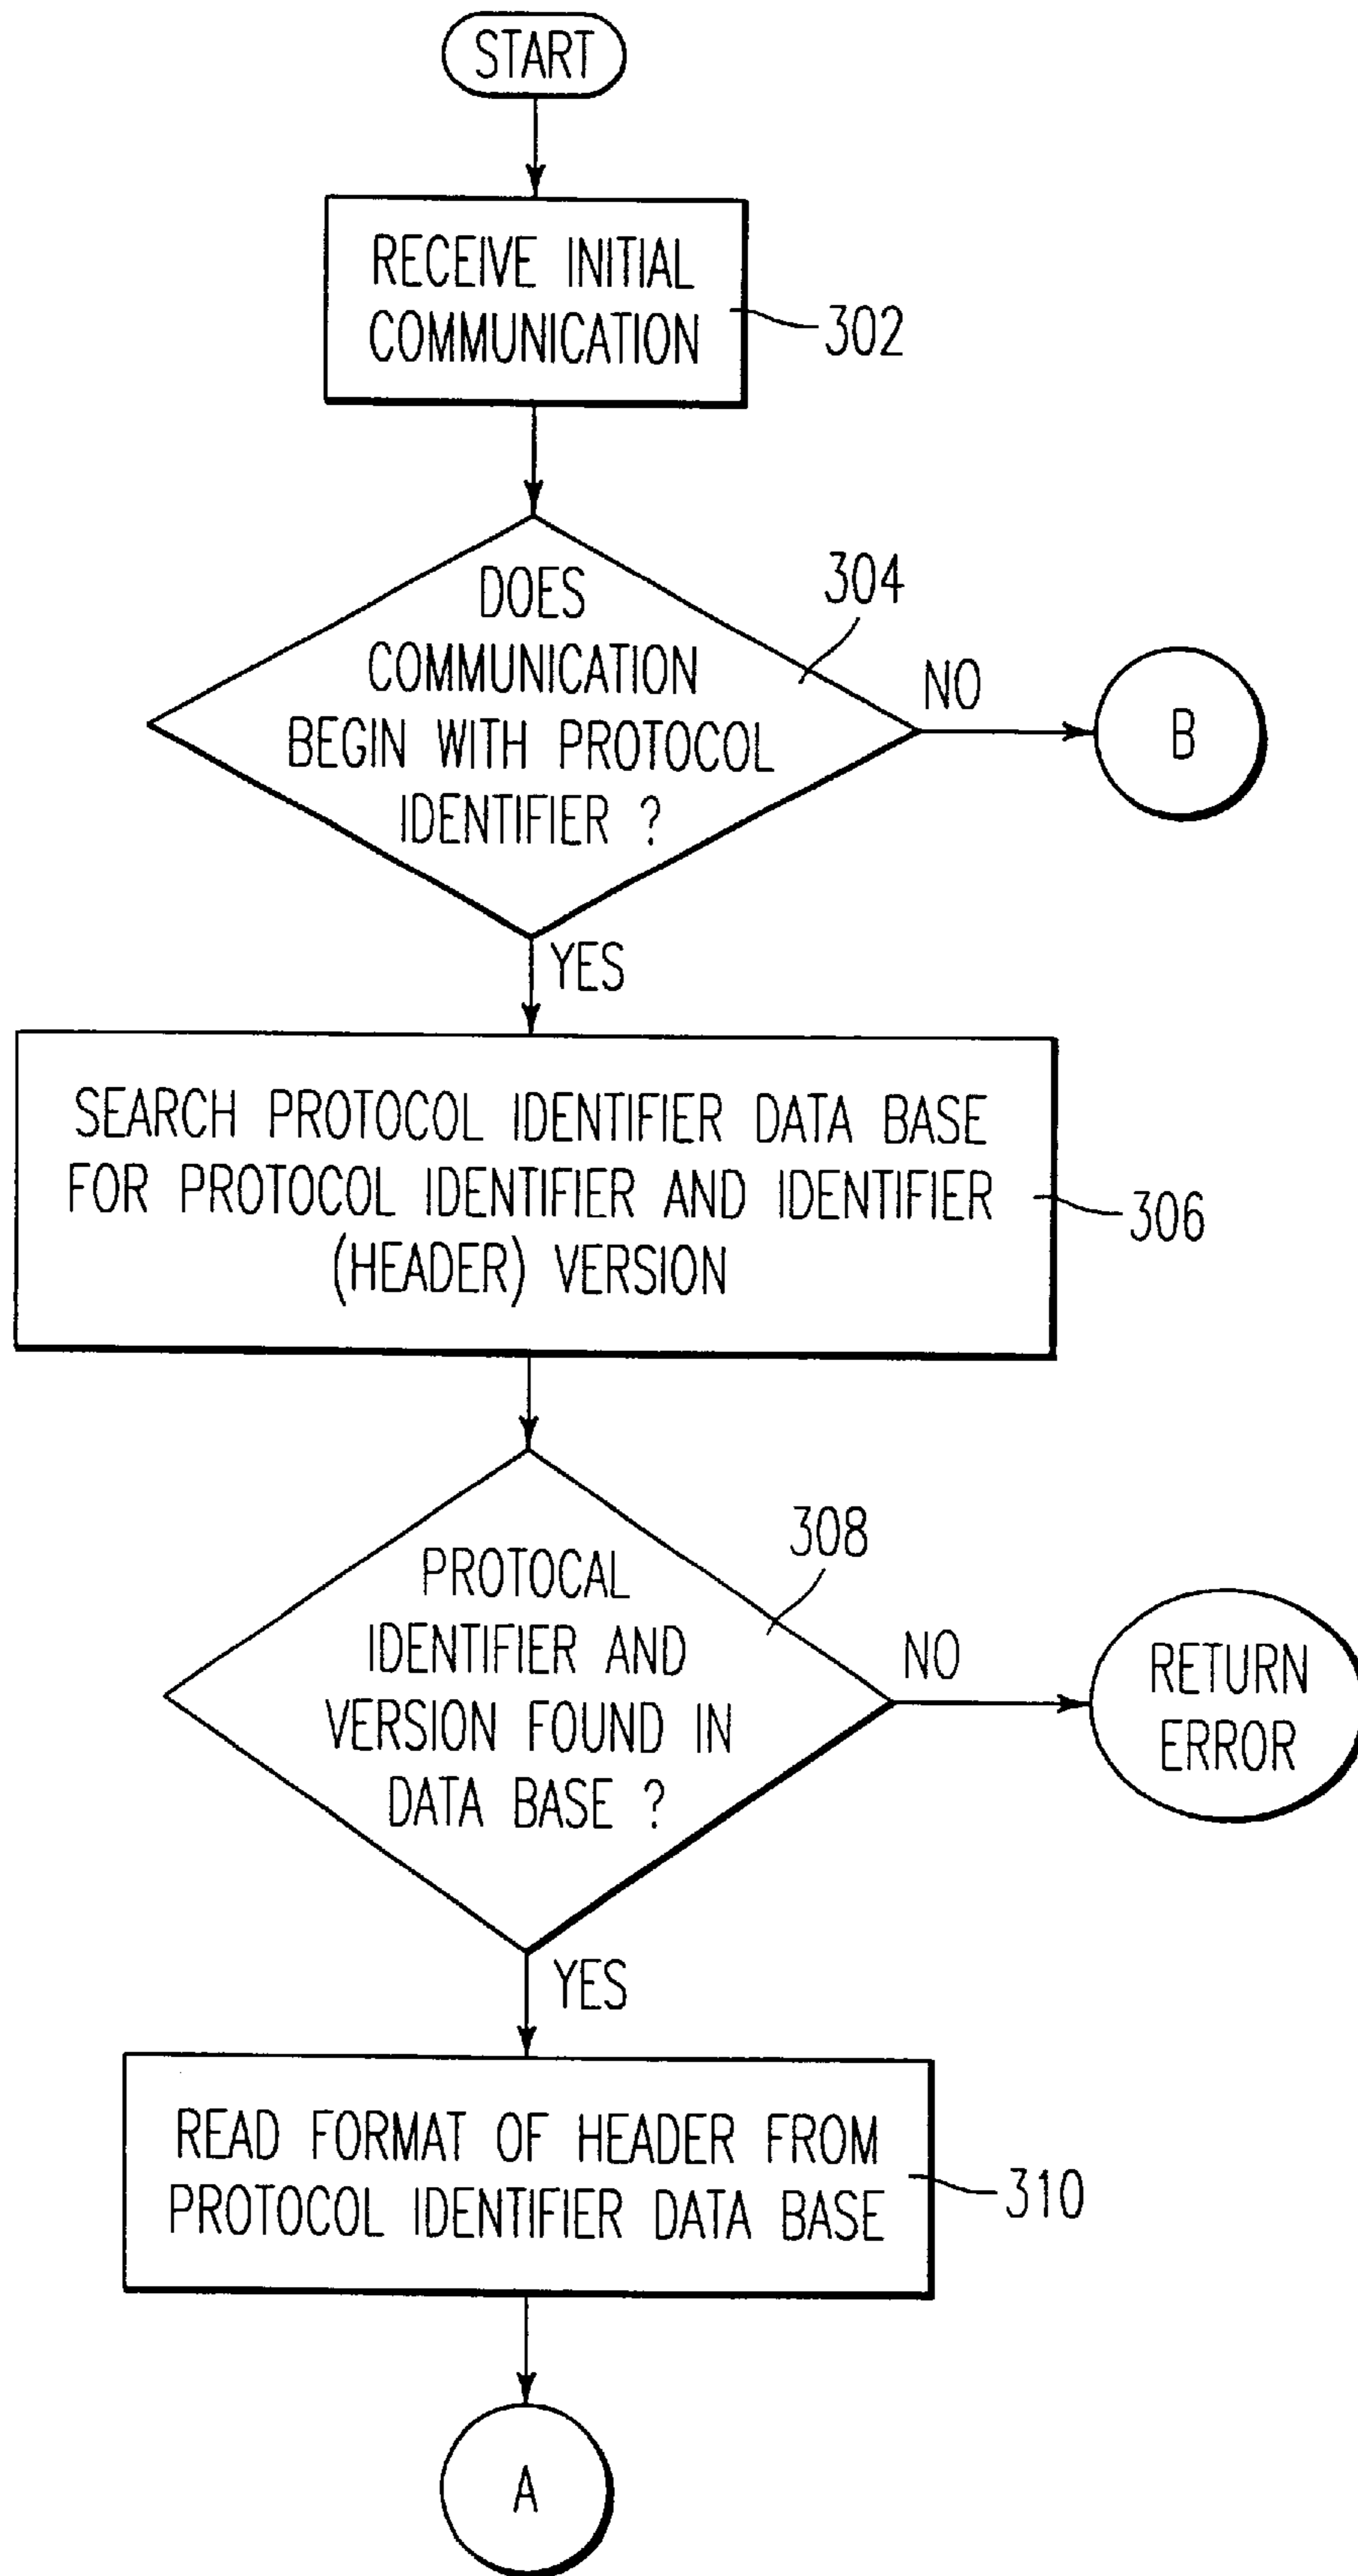 START
RECEIVE INITIAL
COMMUNICATION
302
DOES
COMMUNICATION
BEGIN WITH PROTOCOL
IDENTIFIER ?
304
NO
B
YES
SEARCH PROTOCOL IDENTIFIER DATA BASE
FOR PROTOCOL IDENTIFIER AND IDENTIFIER
(HEADER) VERSION
306
PROTOCAL
IDENTIFIER AND
VERSION FOUND IN
DATA BASE ?
308
NO
RETURN
ERROR
YES
READ FORMAT OF HEADER FROM
PROTOCOL IDENTIFIER DATA BASE
310
A